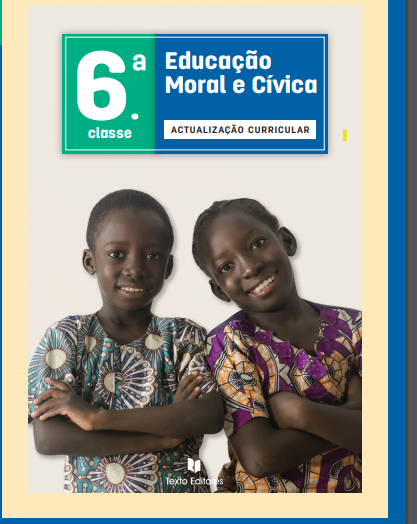 6.ª
classe
Educação
Moral e Cívica
ACTUALIZAÇÃO CURRICULAR
Texto Editores